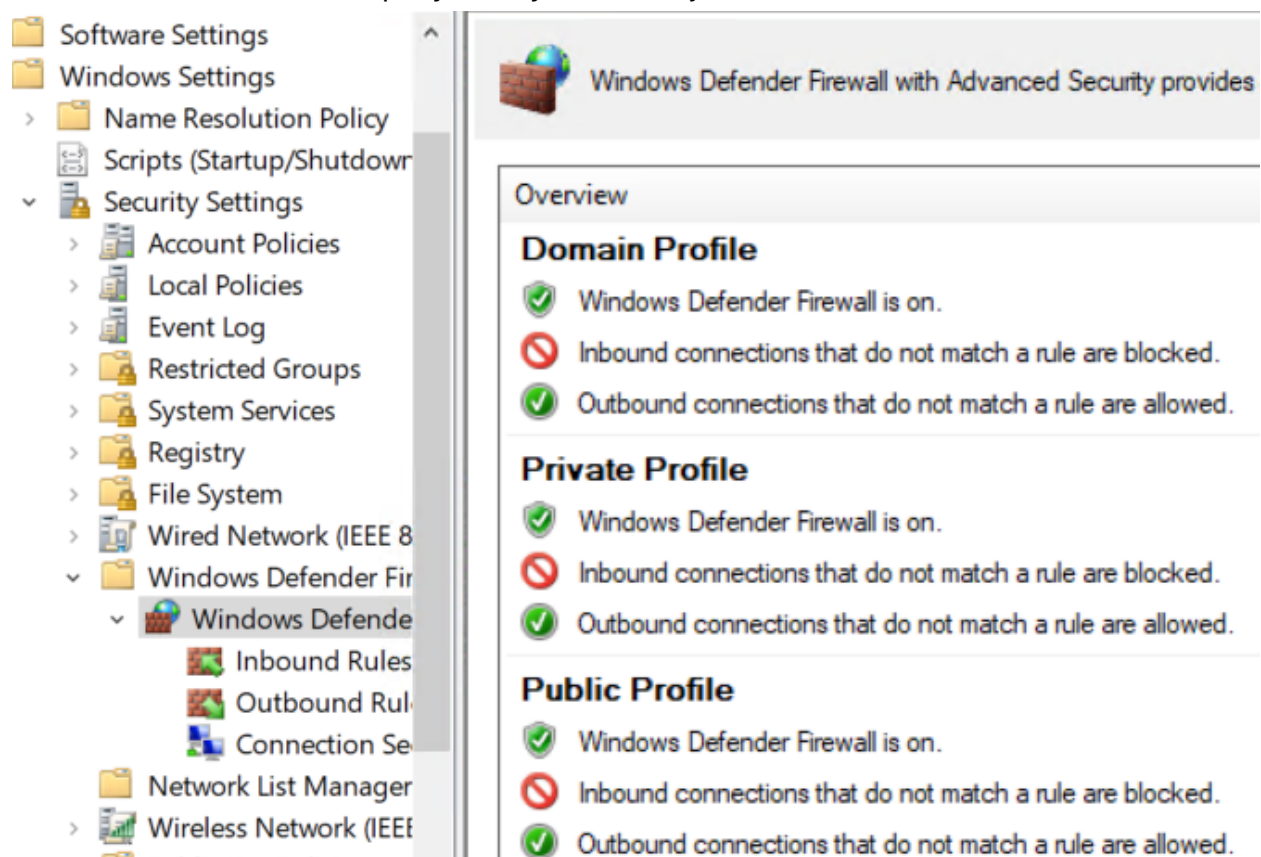 Software Settings
Windows Settings
Name Resolution Policy
Scripts (Startup/Shutdown
Security Settings
Account Policies
Local Policies
Event Log
Restricted Groups
System Services
Registry
File System
Wired Network (IEEE 8
Windows Defender Fir
Windows Defende
Inbound Rules
Outbound Rul
Connection Se
Network List Manager
Wireless Network (IEEE
Windows Defender Firewall with Advanced Security provides
Overview
Domain Profile
Windows Defender Firewall is on.
Inbound connections that do not match a rule are blocked.
Outbound connections that do not match a rule are allowed.
Private Profile
Windows Defender Firewall is on.
Inbound connections that do not match a rule are blocked.
Outbound connections that do not match a rule are allowed.
Public Profile
Windows Defender Firewall is on.
Inbound connections that do not match a rule are blocked.
Outbound connections that do not match a rule are allowed.